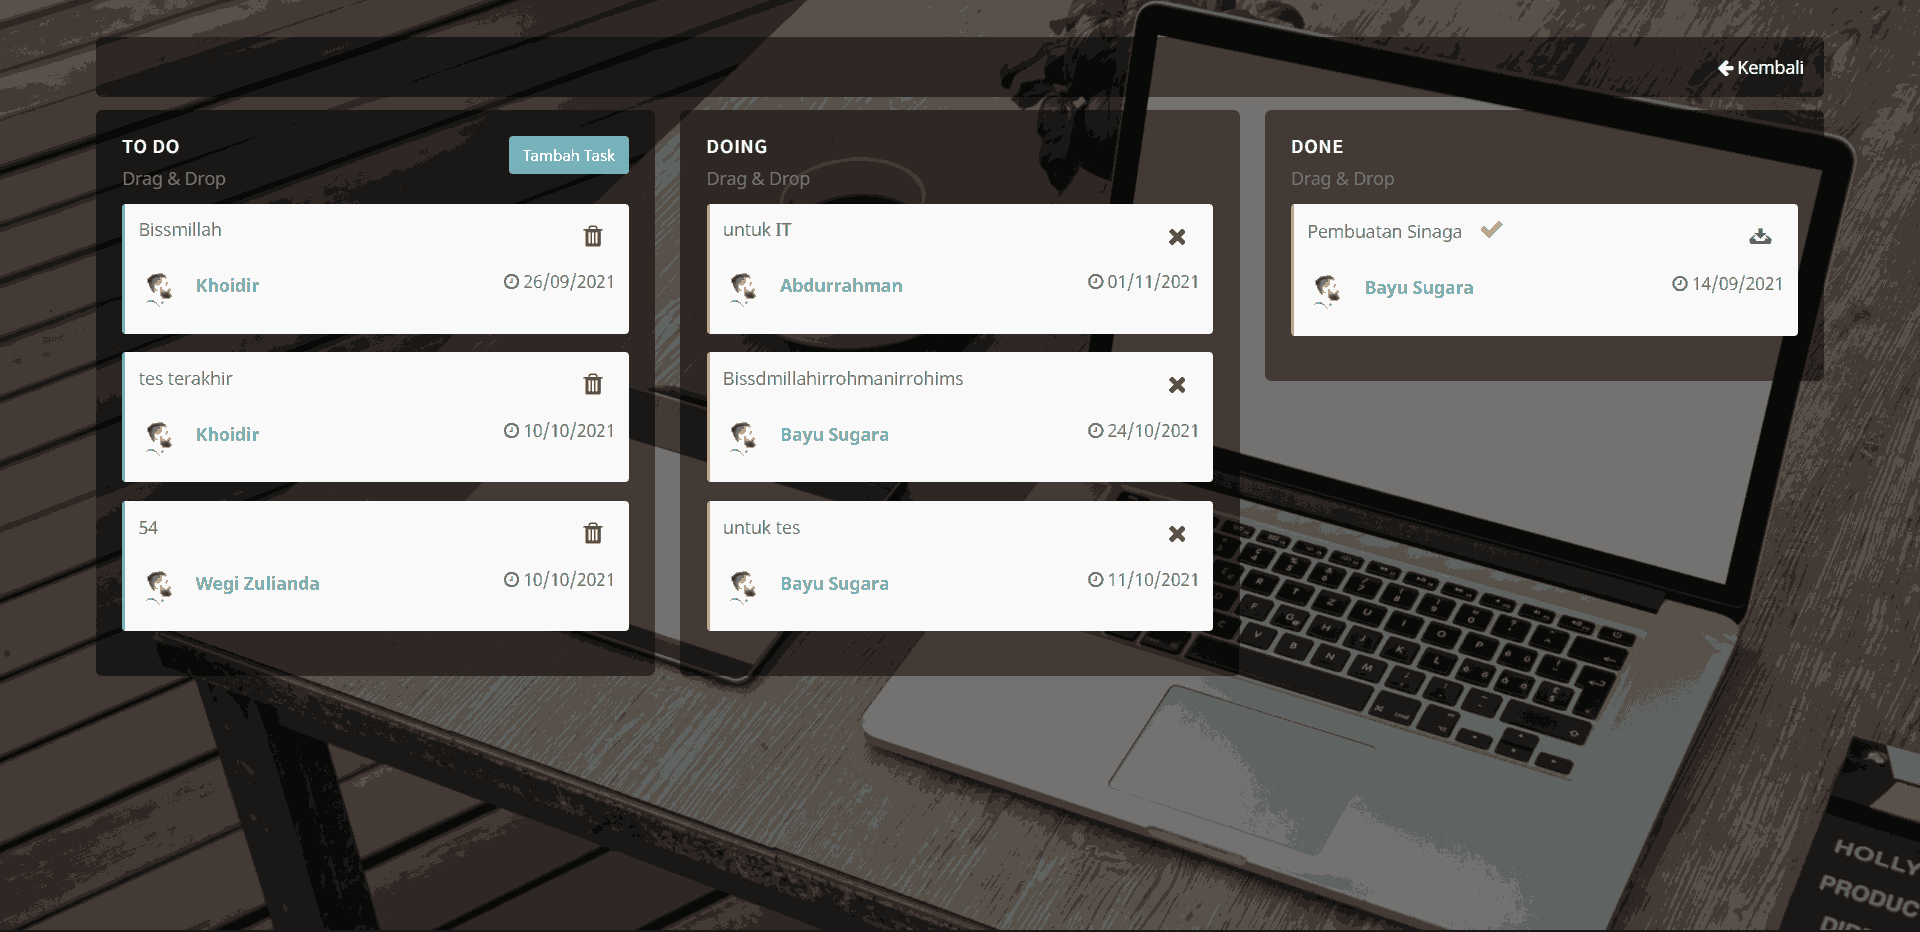 Kembali
TO DO
Tambah Task
Drag & Drop
Bissmillah
Khoidir
26/09/2021
tes terakhir
Khoidir
10/10/2021
54
Wegi Zulianda
10/10/2021
DOING
Drag & Drop
untuk IT
Abdurrahman
01/11/2021
Bissdmillahirrohmanirrohims
Bayu Sugara
24/10/2021
untuk tes
Bayu Sugara
11/10/2021
DONE
Drag & Drop
Pembuatan Sinaga
Bayu Sugara
14/09/2021
HOLLY
PRODUC